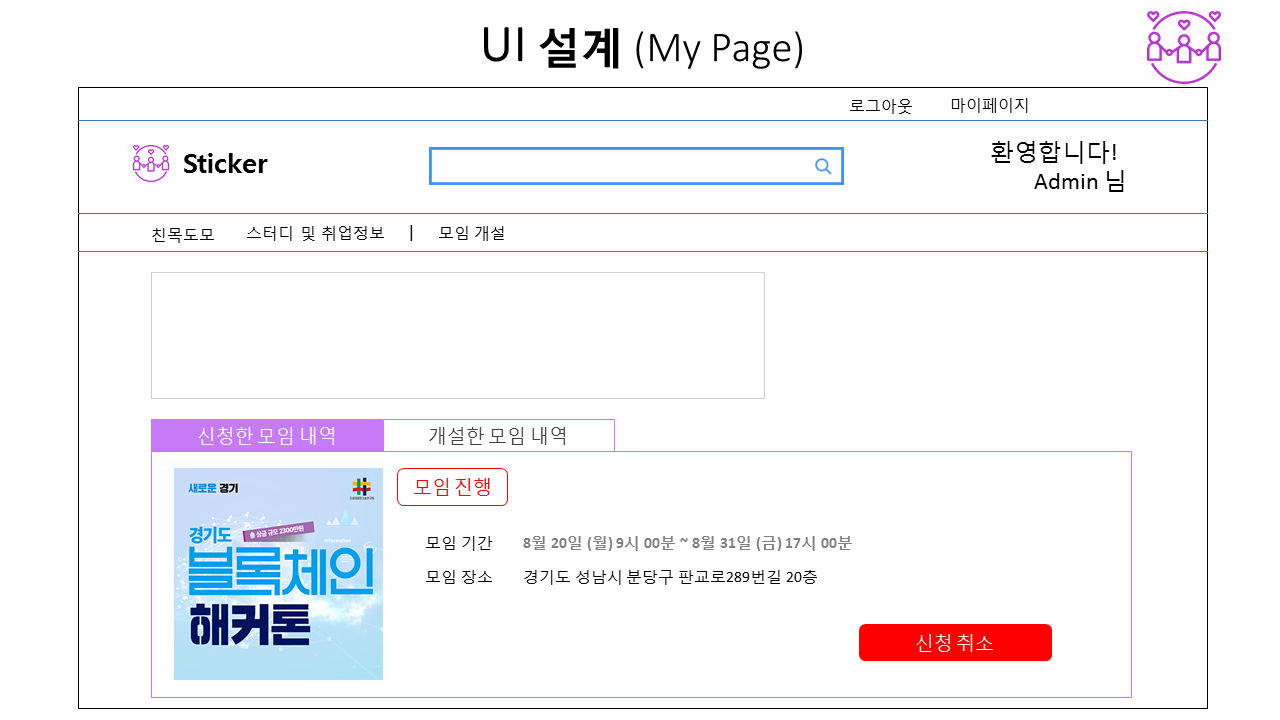 UI 설계 (My Page)
로그아웃 마이페이지
Sticker
환영합니다!
Admin 님
친목도모 스터디 및 취업정보 | 모임 개설
신청한 모임 내역 개설한 모임 내역
새로운 경기
경기도 총 상금 규모 2300만원
블록체인
해커톤
모임 진행
모임 기간 8월 20일 (월) 9시 00분 ~ 8월 31일 (금) 17시 00분
모임 장소 경기도 성남시 분당구 판교로289번길 20층
신청 취소